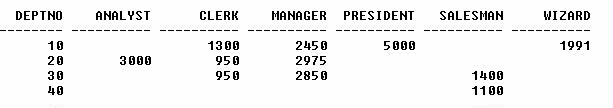 DEPTNO ANALYST CLERK MANAGER PRESIDENT SALESMAN WIZARD
---------- ---------- ---------- ---------- ---------- ---------- ----------
10 1300 2450 5000 1991
20 3000 950 2975
30 950 2850 1400
40 1100